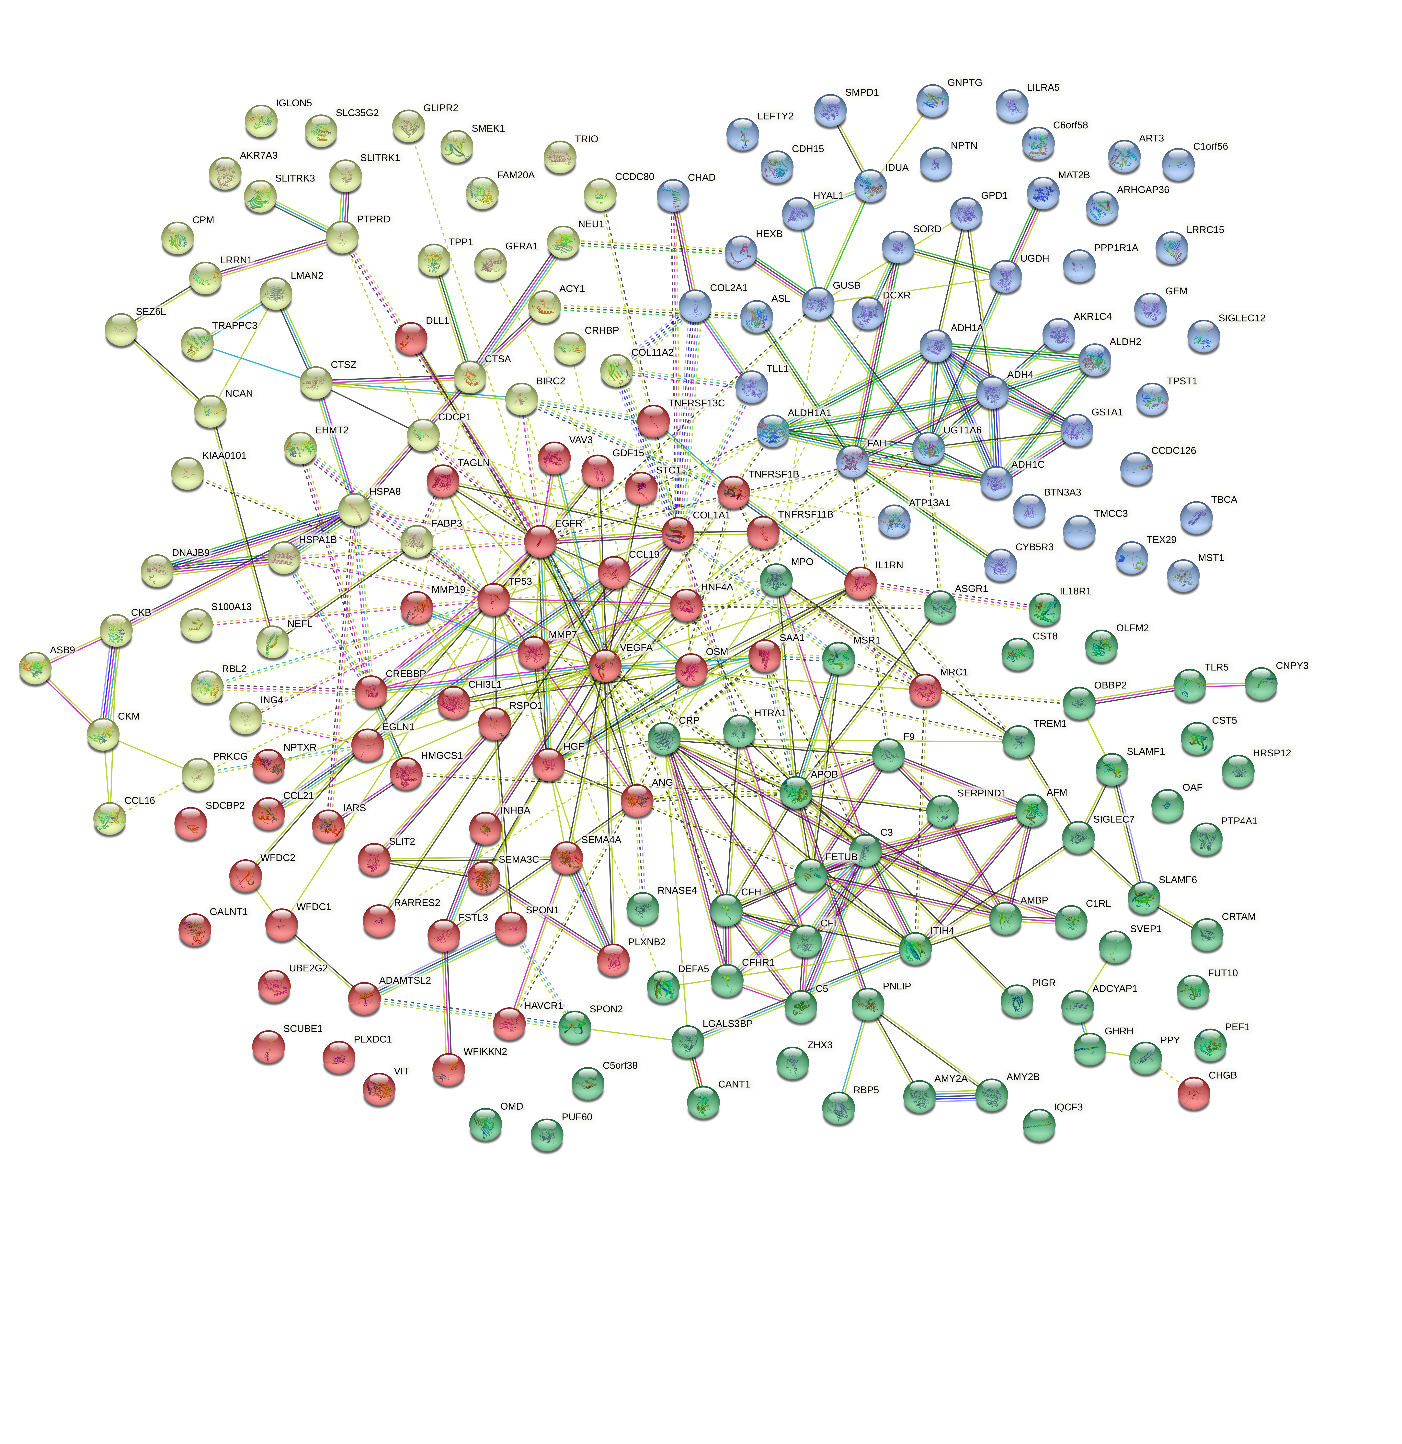 GNPTG
SMPD1
LILRA5
IGLON5
SLC35G2
GLIPR2
LEFTY2
C6orf58
SMEK1
TRIO
NPTN
ART3
C1orf56
AKR7A3
SLITRK1
CDH15
IDUA
SLITRK3
FAM20A
CCDC80
CHAD
HYAL1
GPD1
MAT2B
ARHGAP36
CPM
PTPRD
TPP1
GFRA1
NEU1
HEXB
SORD
UGDH
PPP1R1A
LRRC15
LRRN1
LMAN2
ACY1
COL2A1
ASL
GUSB
DCXR
GEM
SEZ6L
TRAPPC3
DLL1
CRHBP
ADH1A
AKR1C4
SIGLEC12
CTSZ
CTSA
COL11A2
TLL1
ALDH2
NCAN
BIRC2
TNFRSF13C
ALDH1A1
ADH4
TPST1
EHMT2
CDCP1
FAH
UGT1A6
GSTA1
KIAA0101
VAV3
GDF15
STC1
TNFRSF1B
ADH1C
CCDC126
TAGLN
HSPA8
EGFR
COL1A1
TNFRSF11B
ATP13A1
BTN3A3
TBCA
FABP3
TMCC3
DNAJB9
HSPA1B
CCL19
MPO
IL1RN
CYB5R3
TEX29
MST1
TP53
HNF4A
ASGR1
IL18R1
CKB
S100A13
MMP19
NEFL
MMP7
VEGFA
SAA1
MSR1
CST8
OLFM2
ASB9
RBL2
CREBBP
OSM
MRC1
OBBP2
TLR5
CNPY3
ING4
CHI3L1
RSPO1
CKM
EGLN1
CRP
HTRA1
F9
TREM1
CST5
PRKCG
NPTXR
HMGCS1
HGF
APOB
SLAMF1
HRSP12
CCL16
SDCBP2
CCL21
IARS
INHBA
ANG
SERPIND1
AFM
OAF
SLIT2
SEMA4A
C3
SIGLEC7
PTP4A1
WFDC2
SEMA3C
FETUB
SLAMF6
GALNT1
WFDC1
RARRES2
FSTL3
SPON1
RNASE4
CFH
CFI
AMBP
C1RL
CRTAM
ITIH4
SVEP1
PLXNB2
UBE2G2
ADAMTSL2
DEFA5
CFHR1
C5
PNLIP
PIGR
ADCYAP1
FUT10
HAVCR1
SPON2
SCUBE1
PLXDC1
LGALS3BP
GHRH
PPY
PEF1
VIT
WFIKKN2
C5orf38
ZHX3
CANT1
RBP5
AMY2A
AMY2B
CHGB
OMD
PUF60
IQCF3